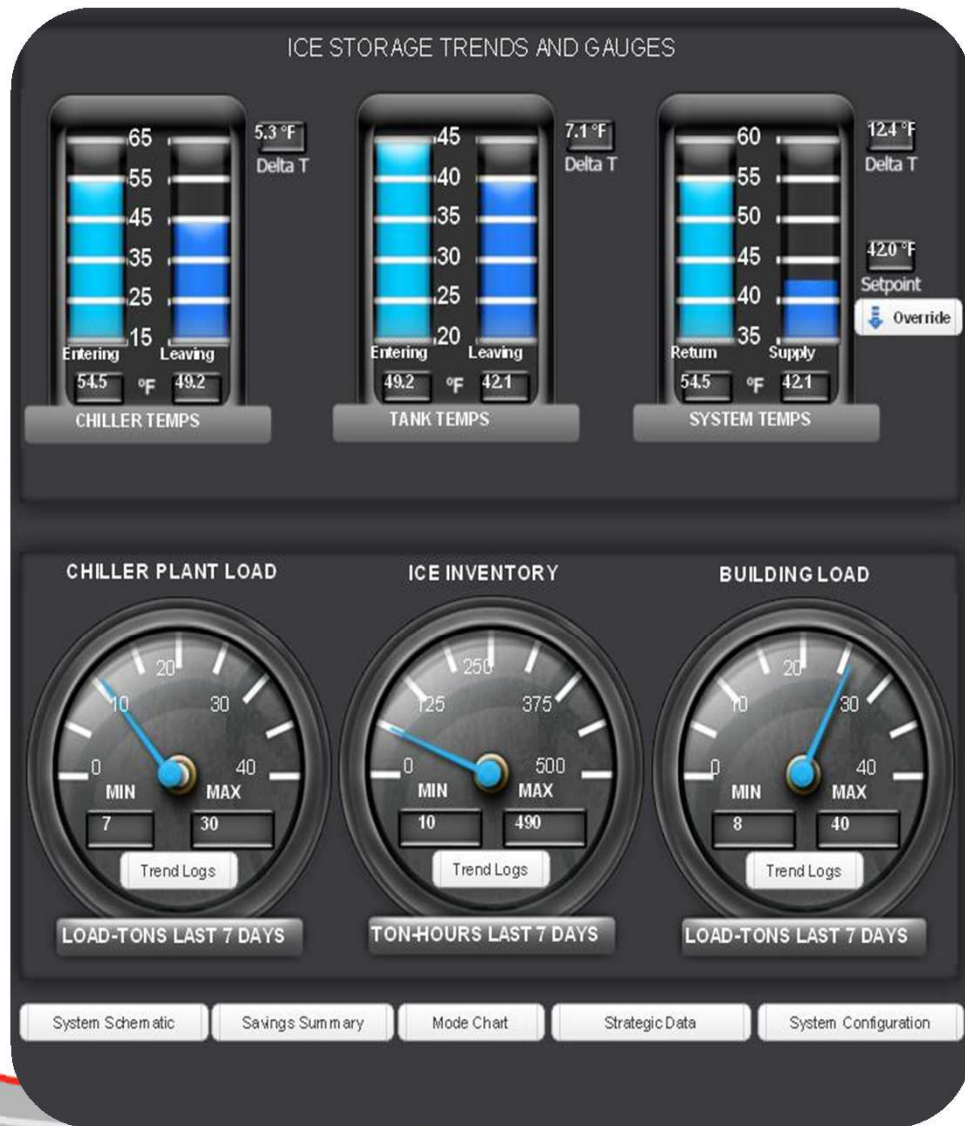 ICE STORAGE TRENDS AND GAUGES
65
55
45
35
25
15
Entering Leaving
54.5 °F 49.2
CHILLER TEMPS
5.3 °F
Delta T
45
40
35
30
25
20
Entering Leaving
49.2 °F 42.1
TANK TEMPS
7.1 °F
Delta T
60
55
50
45
40
35
Return Supply
54.5 °F 42.1
SYSTEM TEMPS
12.4 °F
Delta T
42.0 °F
Setpoint
Override
CHILLER PLANT LOAD
0 10 20 30 40
MIN MAX
7 30
Trend Logs
LOAD-TONS LAST 7 DAYS
ICE INVENTORY
0 125 250 375 500
MIN MAX
10 490
Trend Logs
TON-HOURS LAST 7 DAYS
BUILDING LOAD
0 10 20 30 40
MIN MAX
8 40
Trend Logs
LOAD-TONS LAST 7 DAYS
System Schematic Savings Summary Mode Chart Strategic Data System Configuration